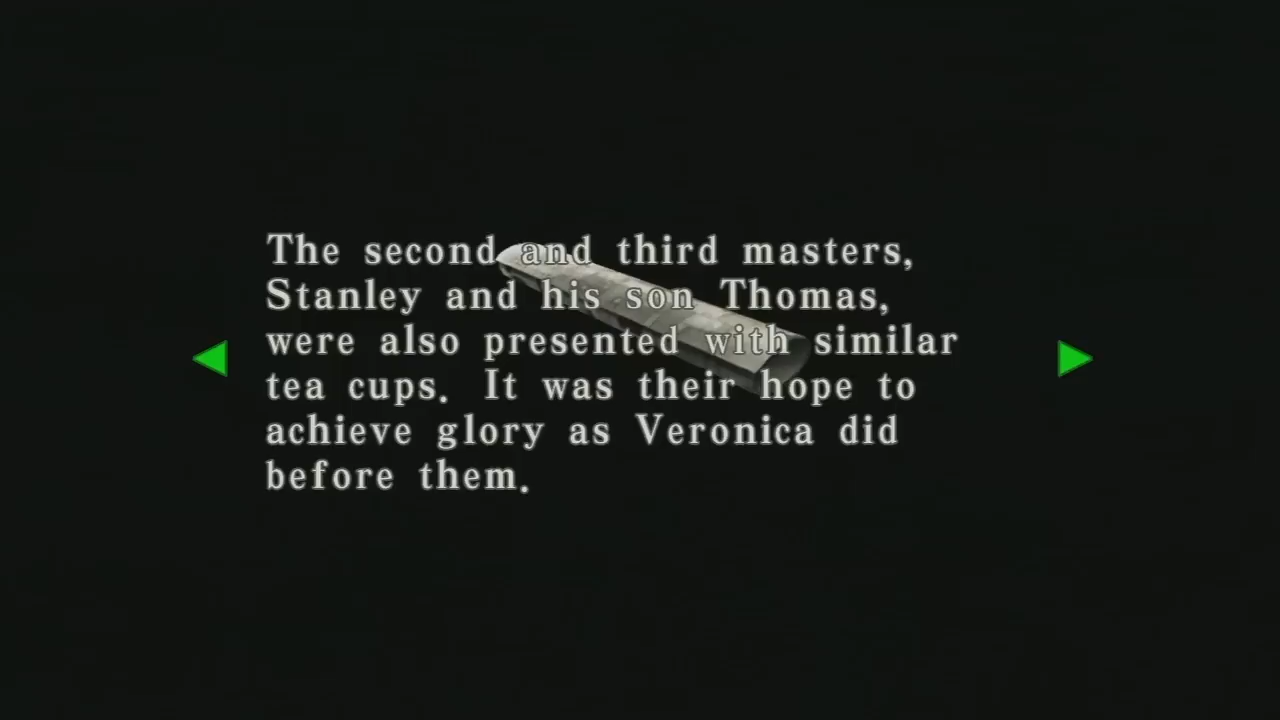 The second and third masters,
Stanley and his son Thomas,
were also presented with similar
tea cups. It was their hope to
achieve glory as Veronica did
before them.